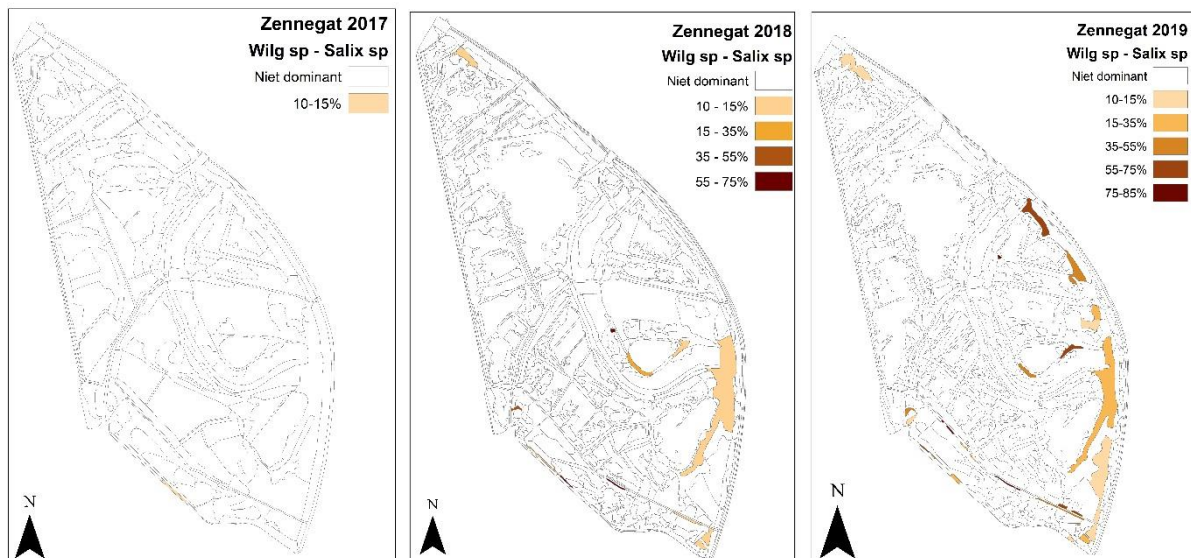 Zennegat 2017
Wilg sp - Salix sp
Niet dominant
10-15%
N
Zennegat 2018
Wilg sp - Salix sp
Niet dominant
10 - 15%
15 - 35%
35 - 55%
55 - 75%
N
Zennegat 2019
Wilg sp - Salix sp
Niet dominant
10-15%
15-35%
35-55%
55-75%
75-85%
N